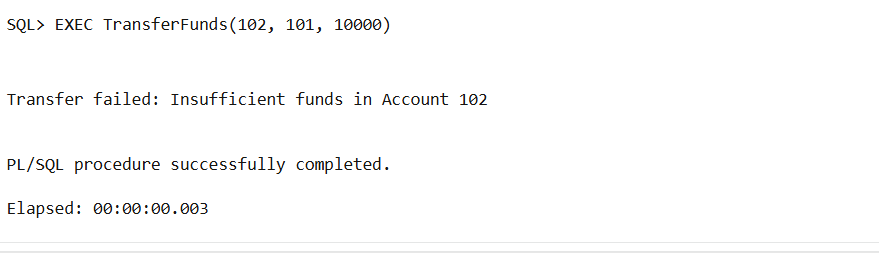 SQL> EXEC TransferFunds(102, 101, 10000)
Transfer failed: Insufficient funds in Account 102
PL/SQL procedure successfully completed.
Elapsed: 00:00:00.003